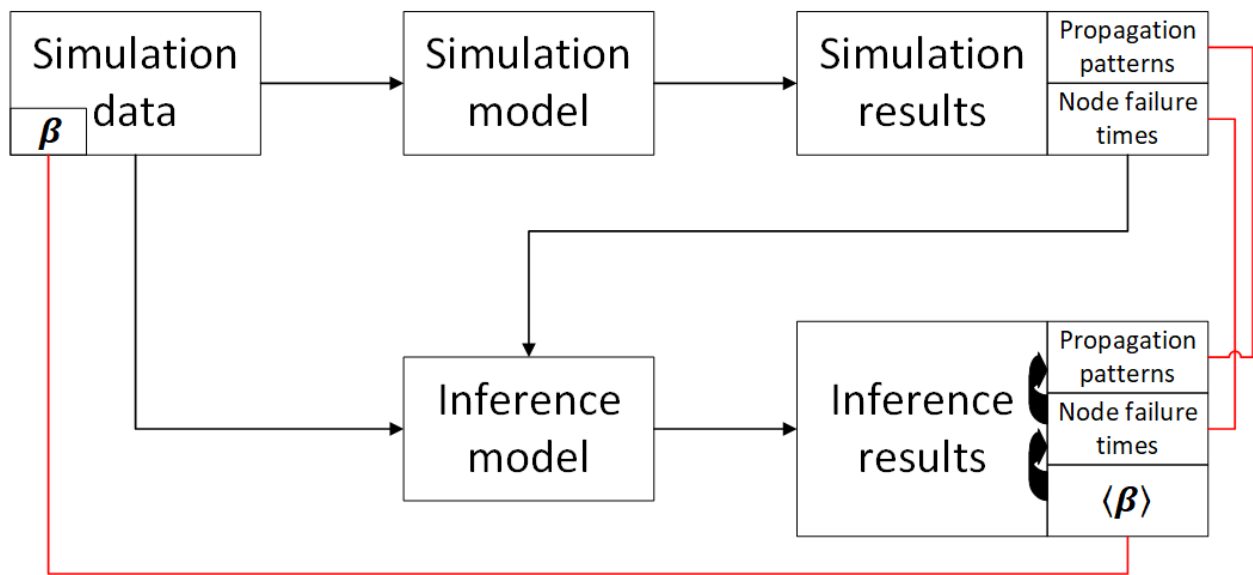 Simulation
data
β
Simulation
model
Simulation
results
Propagation
patterns
Node failure
times
Inference
model
Inference
results
Propagation
patterns
Node failure
times
⟨β⟩